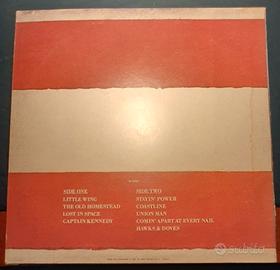 SIDE ONE
LITTLE WING
THE OLD HOMESTEAD
LOST IN SPACE
CAPTAIN KENNEDY
SIDE TWO
STAYIN' POWER
COASTLINE
UNION MAN
COMIN' APART AT EVERY NAIL
HAWKS & DOVES
subito